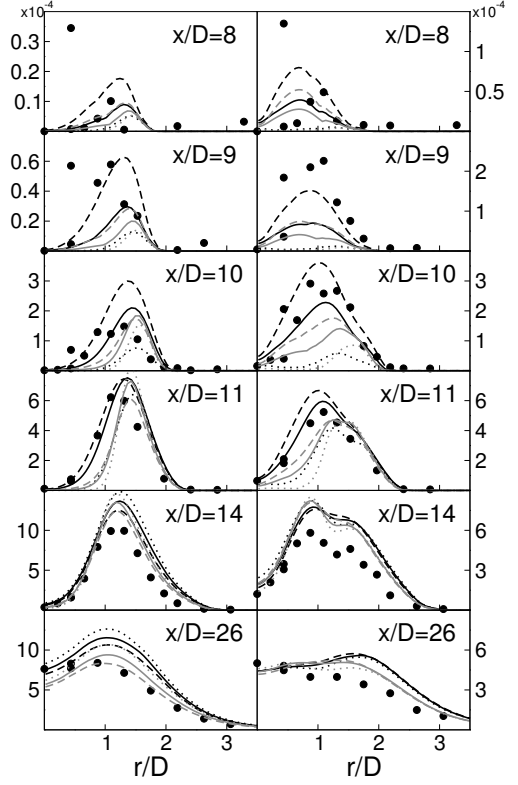 x10⁻⁴ x10⁻⁴
0.3 x/D=8 x/D=8 1
0.2
0.1 0.5
0.6 x/D=9 x/D=9 2
0.4
0.2 1
3 x/D=10 x/D=10 3
2 2
1 1
6 x/D=11 x/D=11 6
4 4
2 2
10 x/D=14 x/D=14 6
5 3
10 x/D=26 x/D=26 6
5 3
1 2 3 1 2 3
r/D r/D